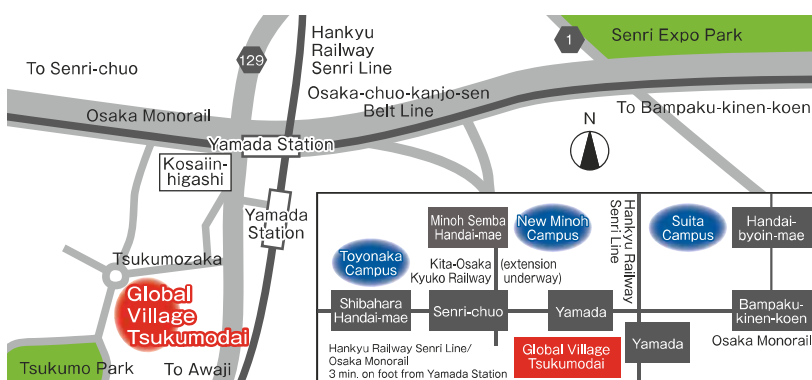 Hankyu
Railway
Senri Line
1
Senri Expo Park
129
To Senri-chuo
Osaka-chuo-kanjo-sen
Belt Line
To Bampaku-kinen-koen
Osaka Monorail
N
Yamada Station
Kosaiin-
higashi
Yamada
Station
Tsukumozaka
Global
Village
Tsukumodai
Tsukumo Park
To Awaji
Minoh Semba
Handai-mae
New Minoh
Campus
Hankyu Railway
Senri Line
Suita
Campus
Handai-
byoin-mae
Toyonaka
Campus
Kita-Osaka
Kyuko Railway
(extension
underway)
Shibahara
Handai-mae
Senri-chuo
Yamada
Bampaku-
kinen-koen
Hankyu Railway Senri Line/
Osaka Monorail
3 min. on foot from Yamada Station
Global Village
Tsukumodai
Yamada
Osaka Monorail